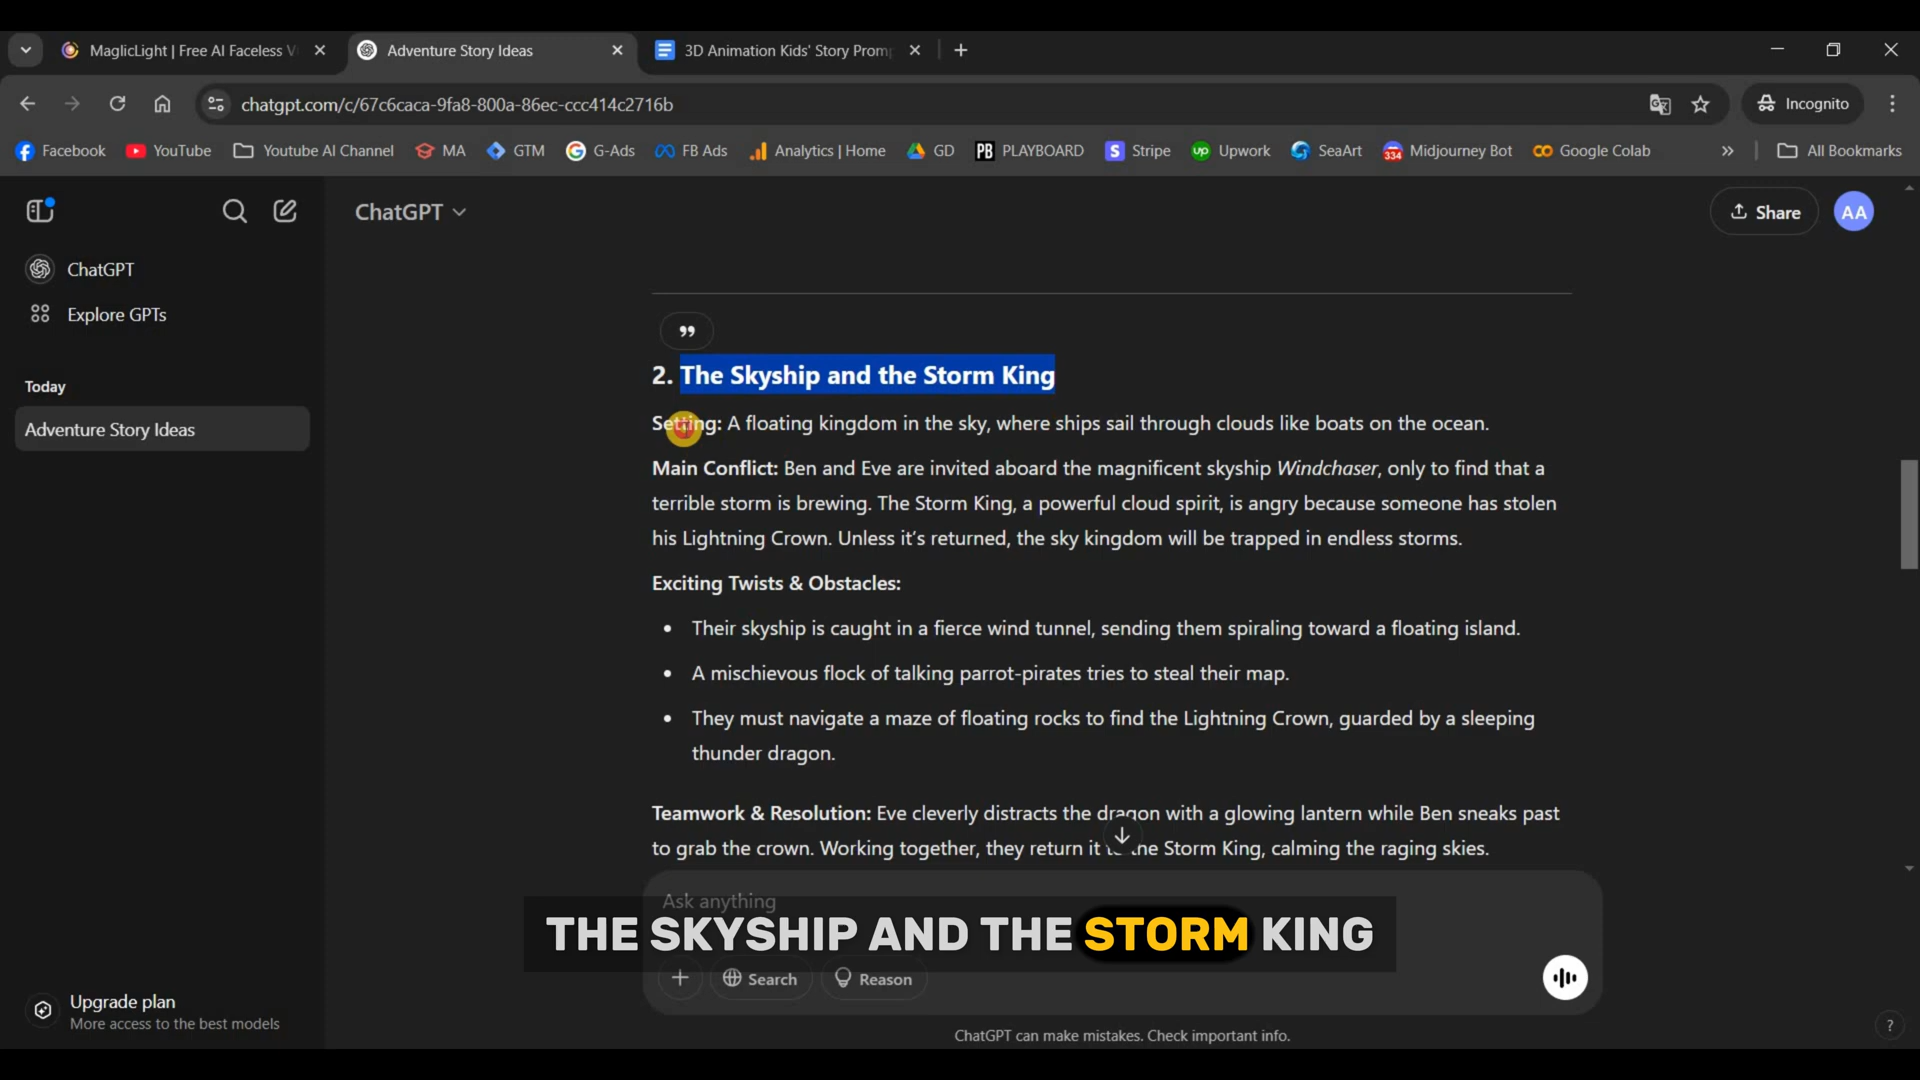 MaglicLight | Free AI Faceless V
Adventure Story Ideas
3D Animation Kids' Story Prom
chatgpt.com/c/67c6caca-9fa8-800a-86ec-ccc414c2716b
Incognito
Facebook
YouTube
Youtube AI Channel
MA
GTM
G-Ads
FB Ads
Analytics | Home
GD
PB PLAYBOARD
S Stripe
up Upwork
SeaArt
334 Midjourney Bot
Google Colab
»
All Bookmarks
ChatGPT
Share
AA
ChatGPT
Explore GPTs
Today
Adventure Story Ideas
2. The Skyship and the Storm King
Setting: A floating kingdom in the sky, where ships sail through clouds like boats on the ocean.
Main Conflict: Ben and Eve are invited aboard the magnificent skyship Windchaser, only to find that a
terrible storm is brewing. The Storm King, a powerful cloud spirit, is angry because someone has stolen
his Lightning Crown. Unless it's returned, the sky kingdom will be trapped in endless storms.
Exciting Twists & Obstacles:
• Their skyship is caught in a fierce wind tunnel, sending them spiraling toward a floating island.
• A mischievous flock of talking parrot-pirates tries to steal their map.
• They must navigate a maze of floating rocks to find the Lightning Crown, guarded by a sleeping
thunder dragon.
Teamwork & Resolution: Eve cleverly distracts the dragon with a glowing lantern while Ben sneaks past
to grab the crown. Working together, they return it to the Storm King, calming the raging skies.
Ask anything
THE SKYSHIP AND THE STORM KING
Search
Reason
Upgrade plan
More access to the best models
ChatGPT can make mistakes. Check important info.
?